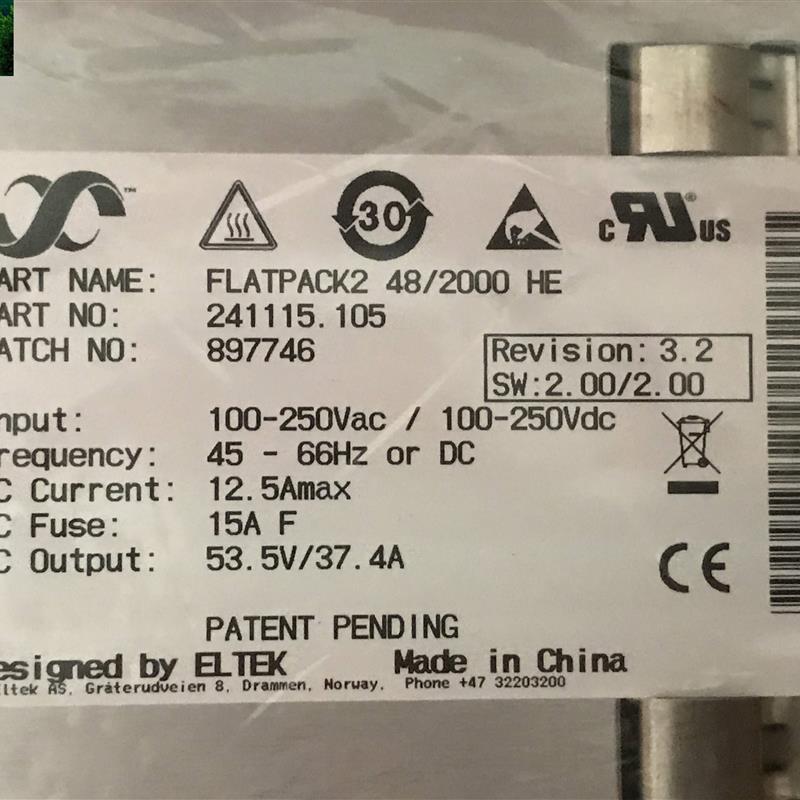 ™
30
c RU ® US
ART NAME: FLATPACK2 48/2000 HE
ART NO: 241115.105
ATCH NO: 897746
Revision: 3.2
SW:2.00/2.00
nput: 100-250Vac / 100-250Vdc
requency: 45 - 66Hz or DC
C Current: 12.5Amax
C Fuse: 15A F
C Output: 53.5V/37.4A
CE
PATENT PENDING
esigned by ELTEK Made in China
ltek AS, Gråterudveien 8, Drammen, Norway, Phone +47 32203200